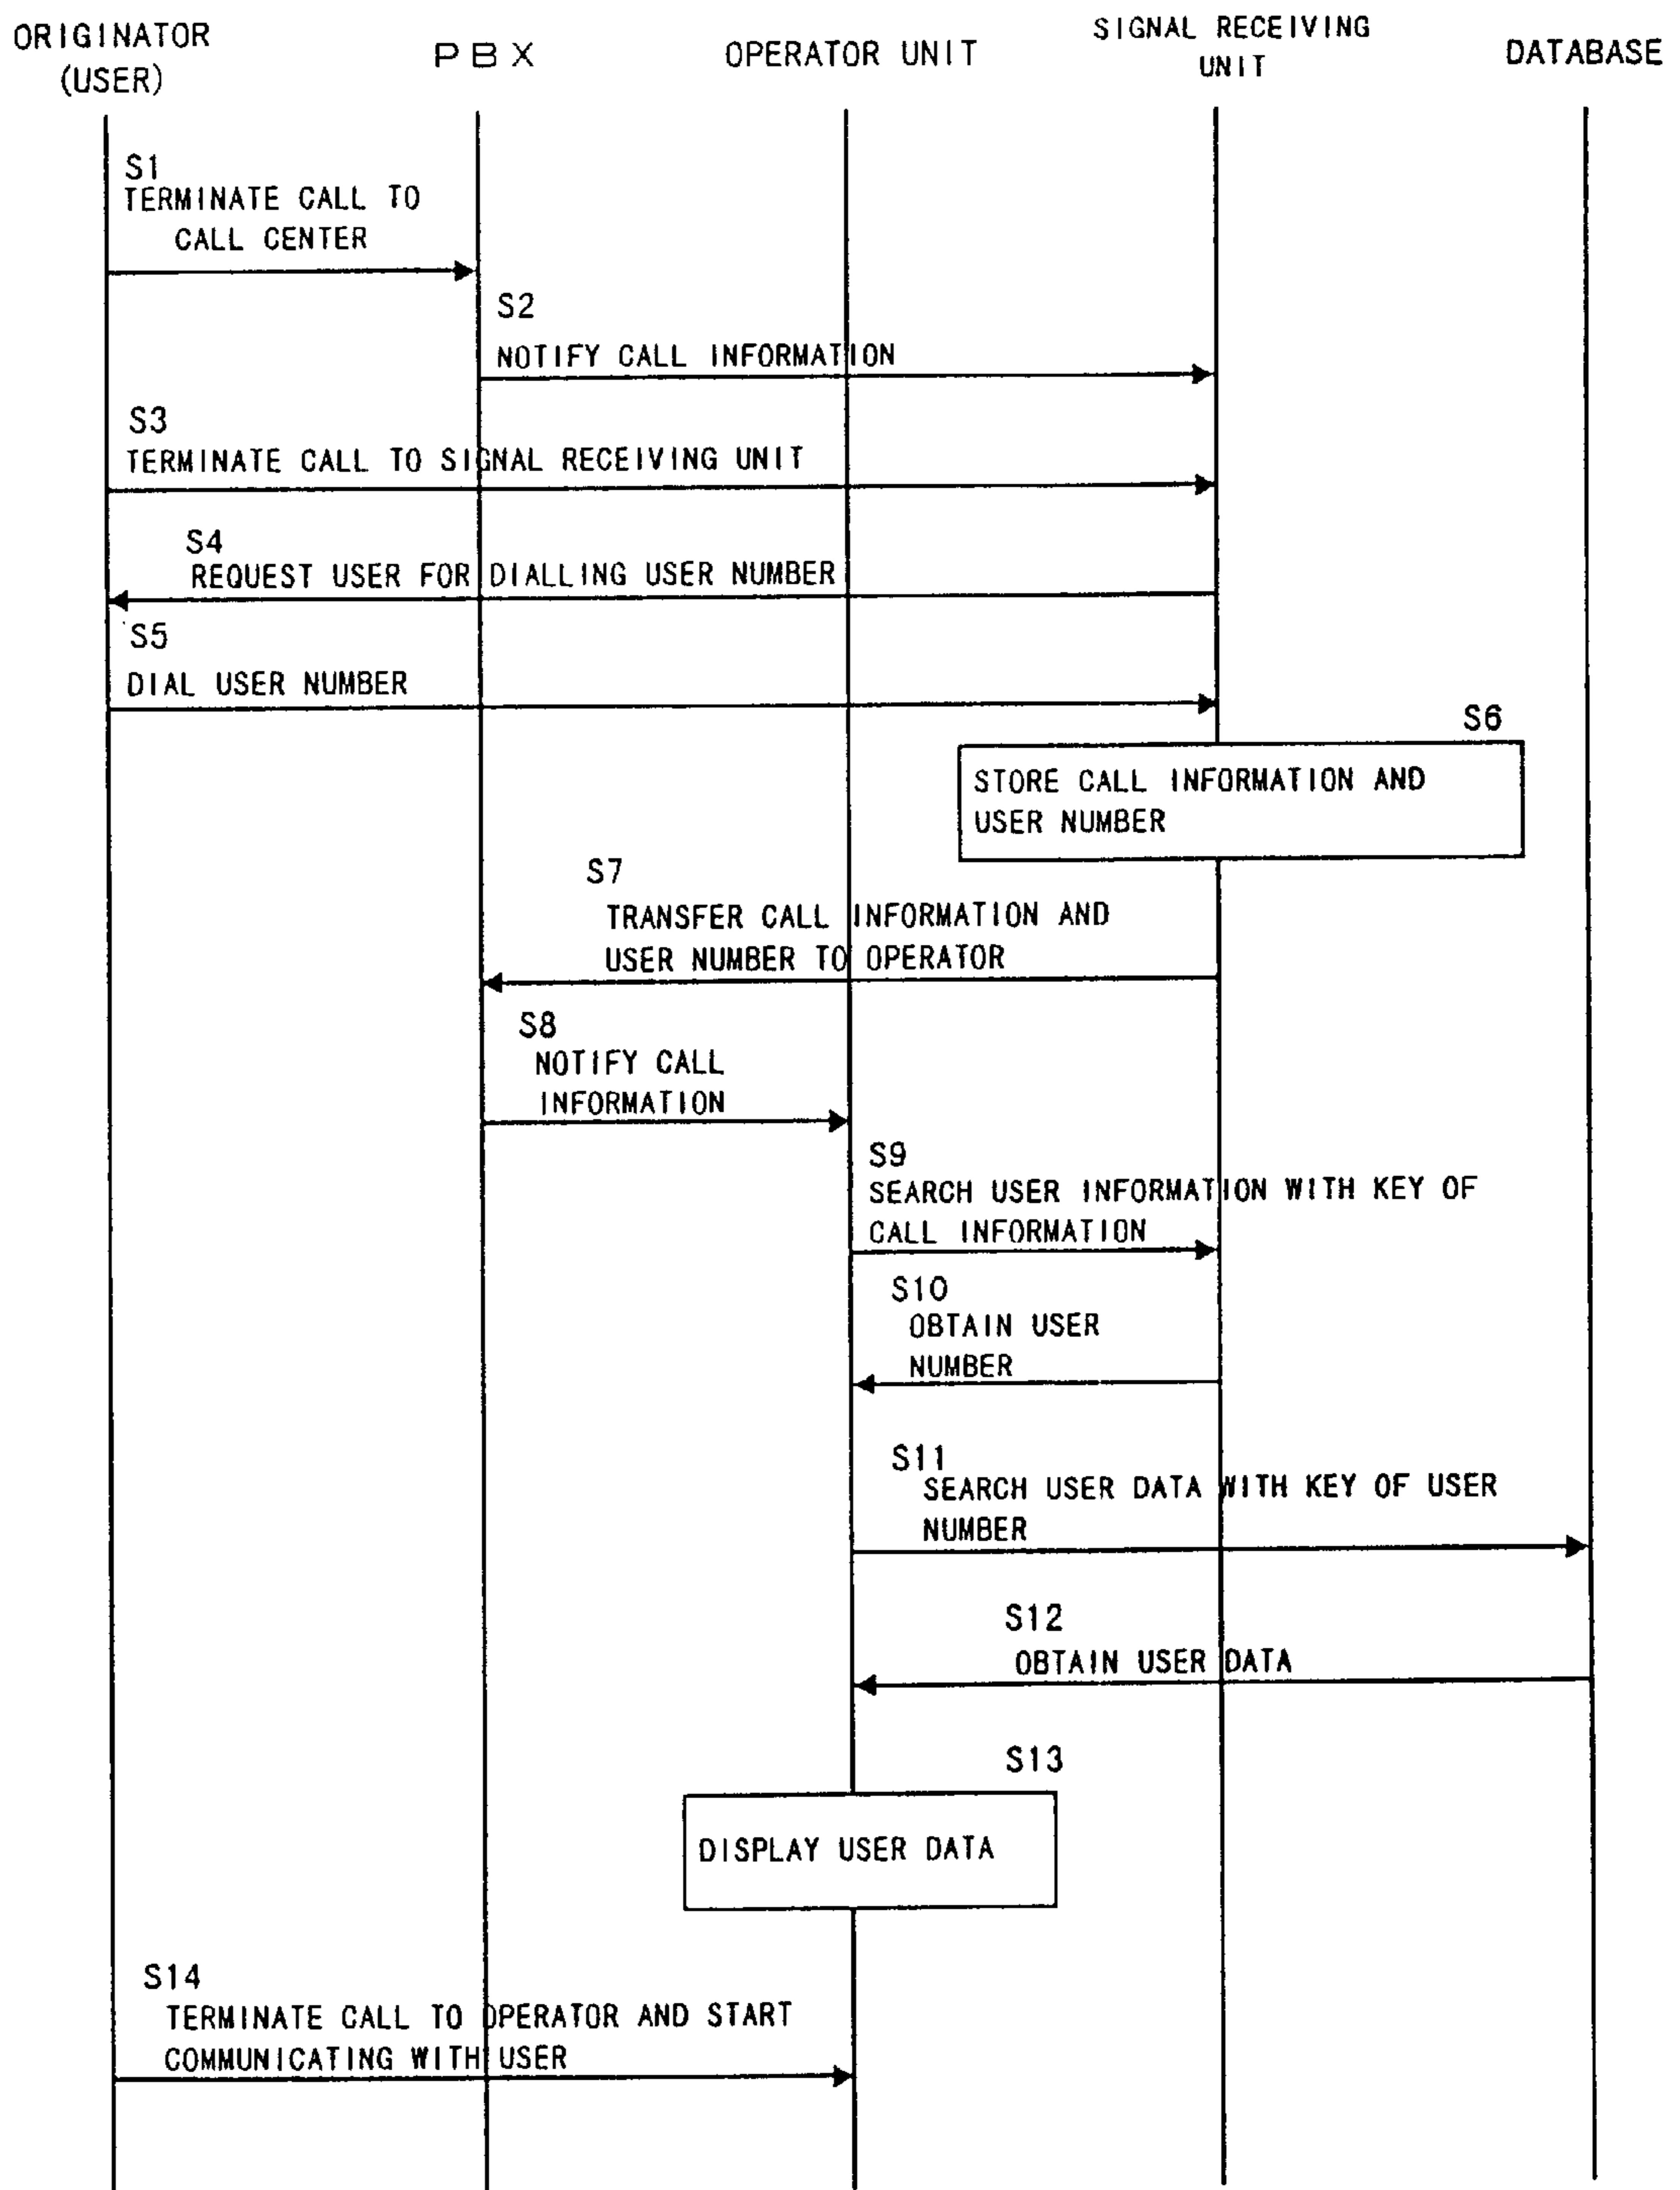 ORIGINATOR
(USER)
PBX
OPERATOR UNIT
SIGNAL RECEIVING
UNIT
DATABASE
S1
TERMINATE CALL TO
CALL CENTER
S2
NOTIFY CALL INFORMATION
S3
TERMINATE CALL TO SIGNAL RECEIVING UNIT
S4
REQUEST USER FOR DIALLING USER NUMBER
S5
DIAL USER NUMBER
S6
STORE CALL INFORMATION AND
USER NUMBER
S7
TRANSFER CALL INFORMATION AND
USER NUMBER TO OPERATOR
S8
NOTIFY CALL
INFORMATION
S9
SEARCH USER INFORMATION WITH KEY OF
CALL INFORMATION
S10
OBTAIN USER
NUMBER
S11
SEARCH USER DATA WITH KEY OF USER
NUMBER
S12
OBTAIN USER DATA
S13
DISPLAY USER DATA
S14
TERMINATE CALL TO OPERATOR AND START
COMMUNICATING WITH USER